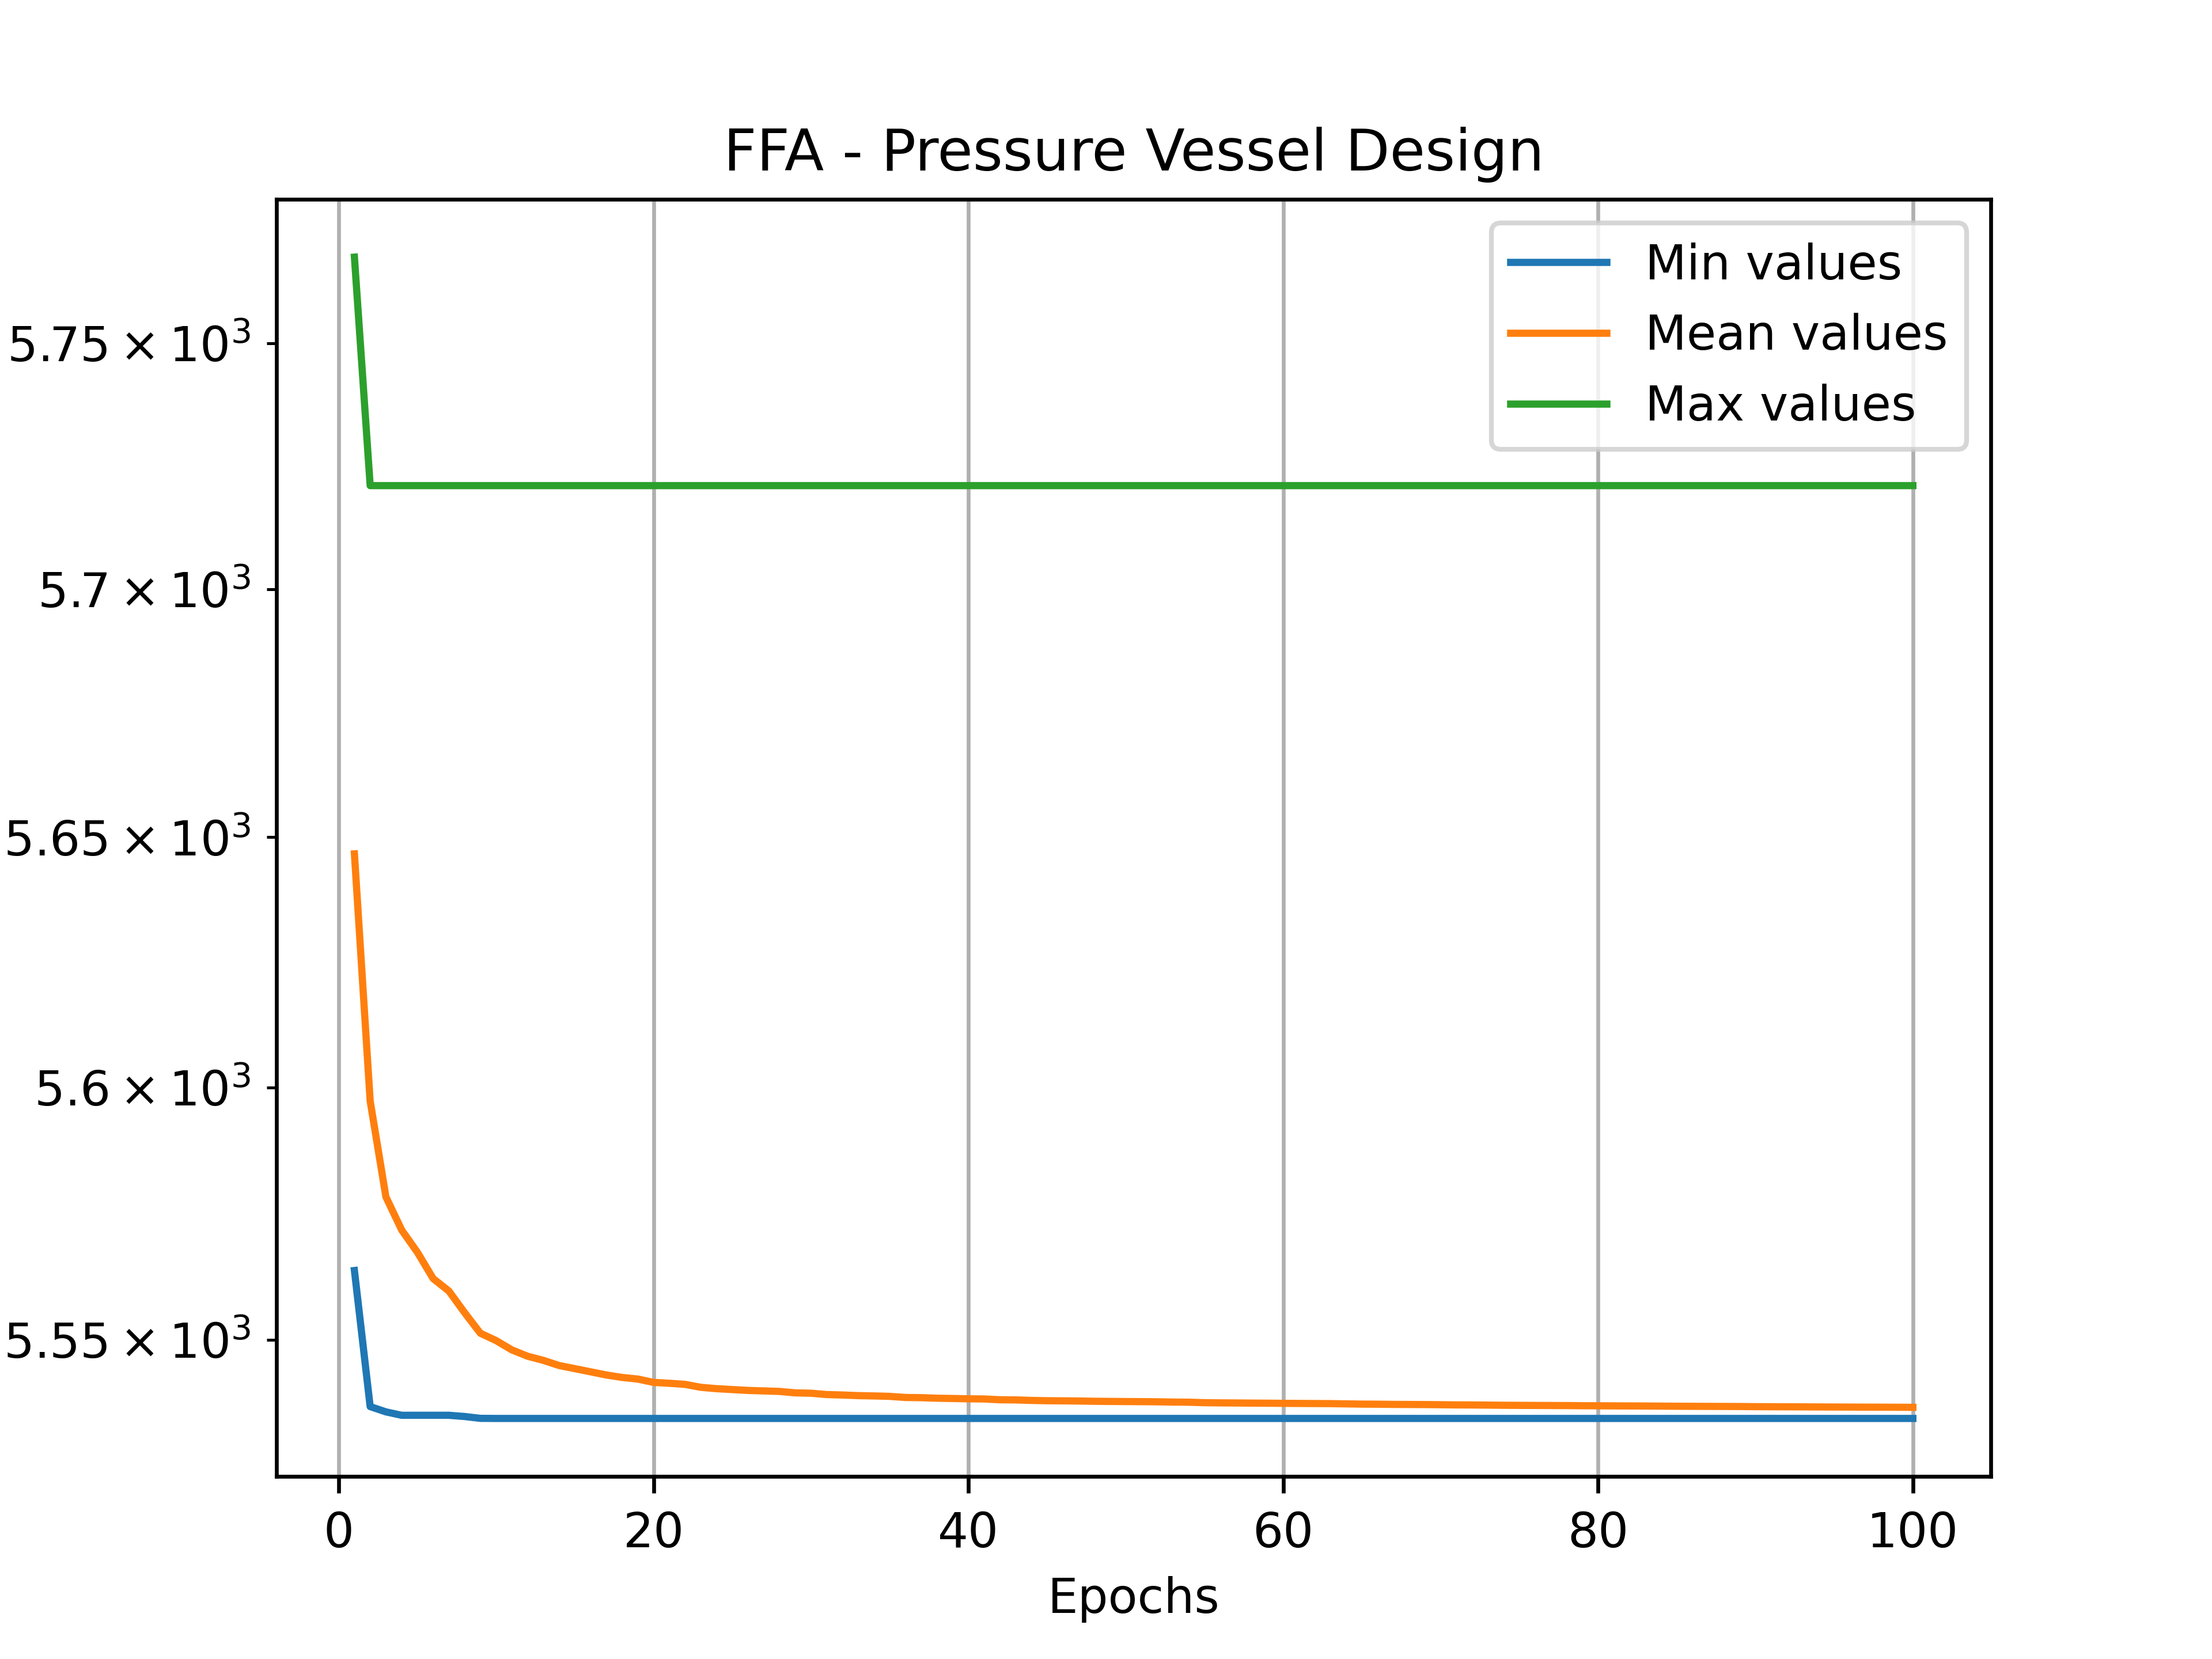 FFA - Pressure Vessel Design
Min values
Mean values
Max values
5.75 × 10³
5.7 × 10³
5.65 × 10³
5.6 × 10³
5.55 × 10³
0 20 40 60 80 100
Epochs